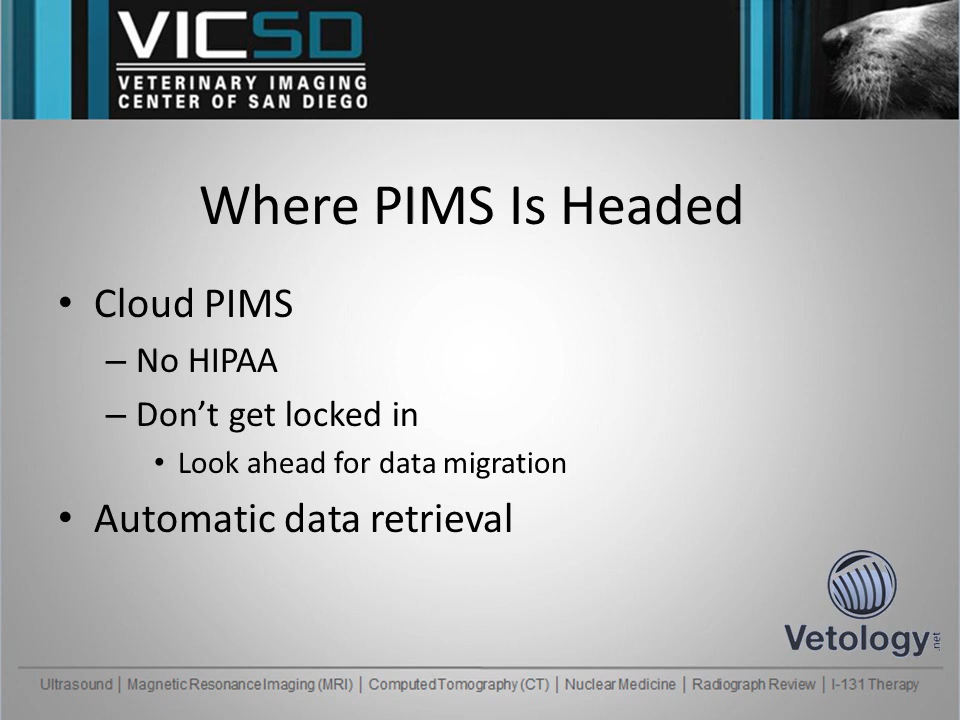 VICSD
VETERINARY IMAGING
CENTER OF SAN DIEGO
Where PIMS Is Headed
• Cloud PIMS
– No HIPAA
– Don’t get locked in
• Look ahead for data migration
• Automatic data retrieval
Vetology.net
Ultrasound | Magnetic Resonance Imaging (MRI) | Computed Tomography (CT) | Nuclear Medicine | Radiograph Review | I-131 Therapy